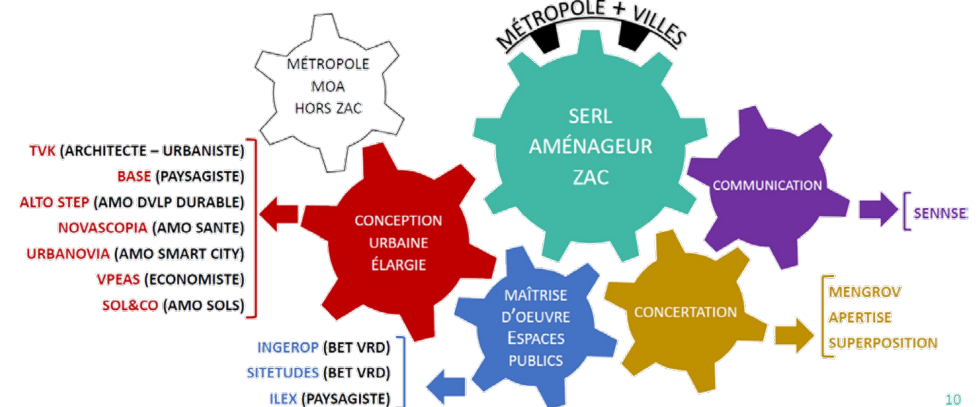 MÉTROPOLE + VILLES
MÉTROPOLE
MOA
HORS ZAC
SERL
AMÉNAGEUR
ZAC
TVK (ARCHITECTE – URBANISTE)
BASE (PAYSAGISTE)
ALTO STEP (AMO DVLP DURABLE)
NOVASCOPIA (AMO SANTE)
URBANOVIA (AMO SMART CITY)
VPEAS (ECONOMISTE)
SOL&CO (AMO SOLS)
CONCEPTION
URBAINE
ÉLARGIE
COMMUNICATION
MAÎTRISE
D'OEUVRE
ESPACES
PUBLICS
CONCERTATION
MENGROV
APERTISE
SUPERPOSITION
INGEROP (BET VRD)
SITETUDES (BET VRD)
ILEX (PAYSAGISTE)
10